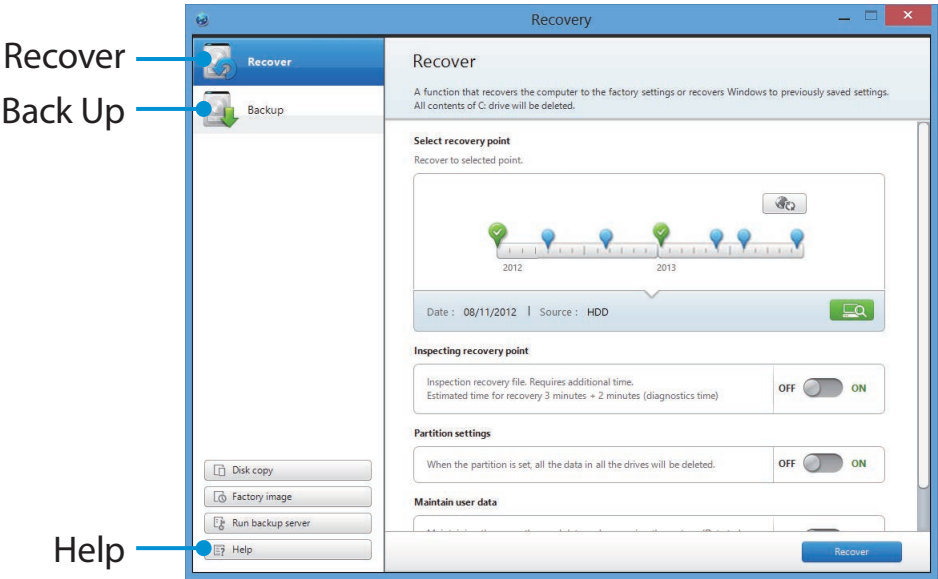 Recovery
Recover
Recover
Back Up
Backup
Recover
A function that recovers the computer to the factory settings or recovers Windows to previously saved settings.
All contents of C: drive will be deleted.
Select recovery point
Recover to selected point.
2012 2013
Date : 08/11/2012 | Source : HDD
Inspecting recovery point
Inspection recovery file. Requires additional time.
Estimated time for recovery 3 minutes + 2 minutes (diagnostics time)
OFF ON
Partition settings
When the partition is set, all the data in all the drives will be deleted.
OFF ON
Maintain user data
Disk copy
Factory image
Run backup server
Help
Help
Recover